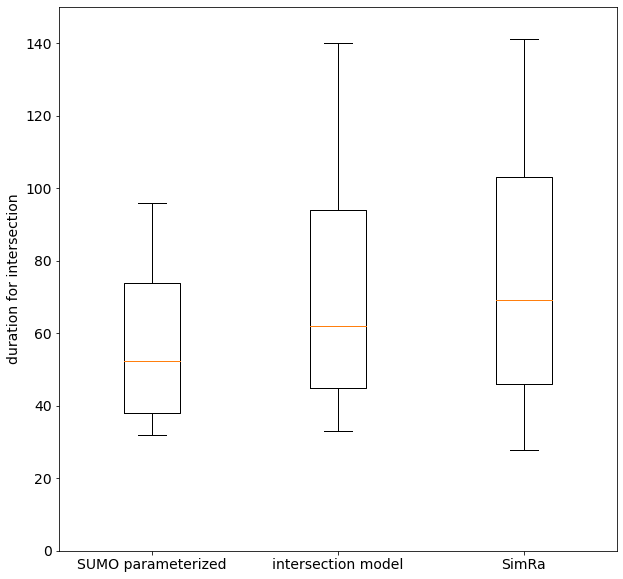 140
120
100
80
60
40
20
0
duration for intersection
SUMO parameterized
intersection model
SimRa